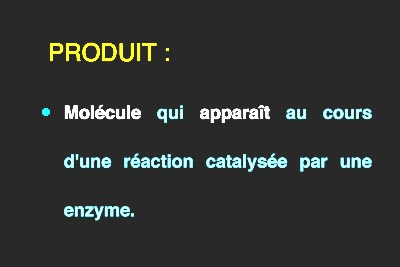 PRODUIT :
• Molécule qui apparaît au cours
d'une réaction catalysée par une
enzyme.